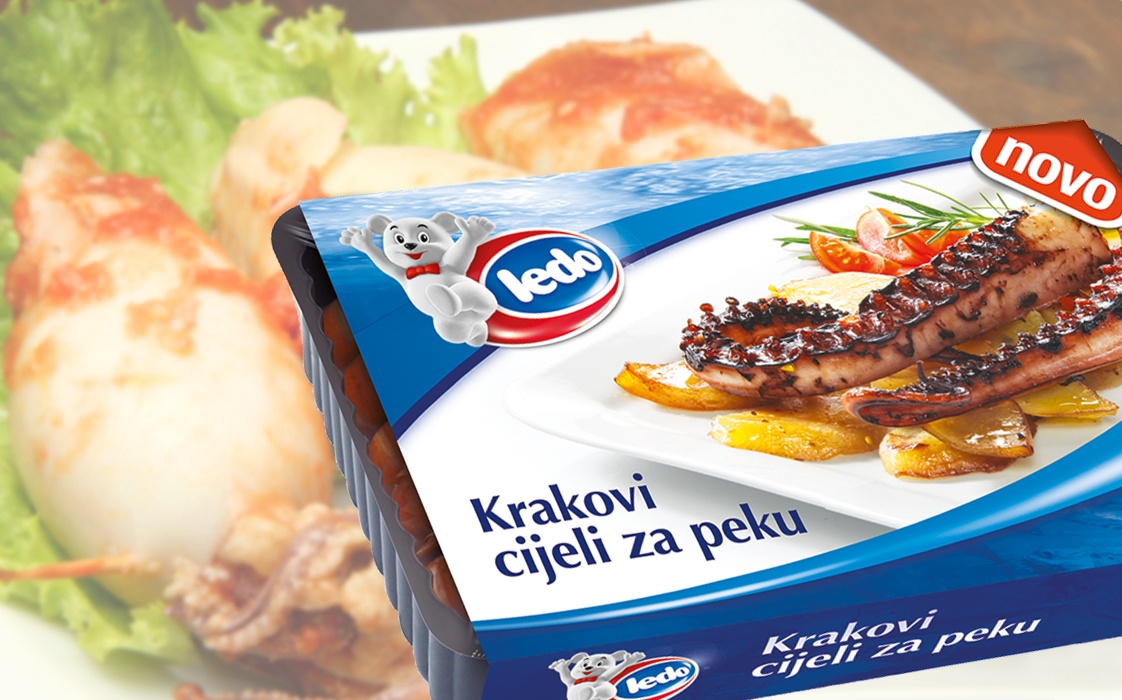 novo
ledo
Krakovi
cijeli za peku
Krakovi
cijeli za peku
ledo